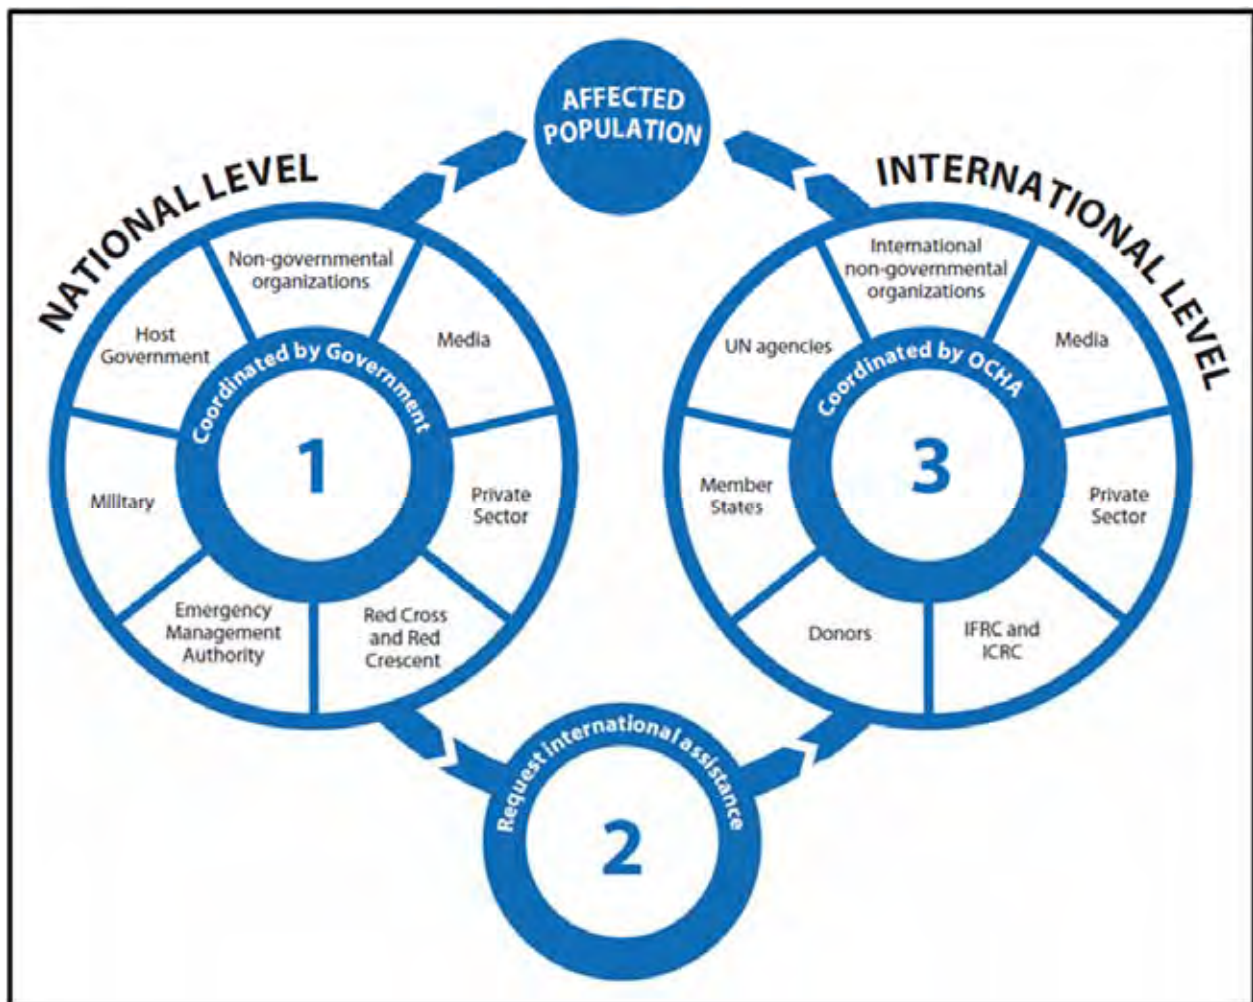 AFFECTED
POPULATION
NATIONAL LEVEL
Non-governmental
organizations
Host
Government
Media
Coordinated by Government
1
Military
Private
Sector
Emergency
Management
Authority
Red Cross
and Red
Crescent
Request international assistance
2
INTERNATIONAL LEVEL
International
non-governmental
organizations
UN agencies
Media
Coordinated by OCHA
3
Member
States
Private
Sector
Donors
IFRC and
ICRC